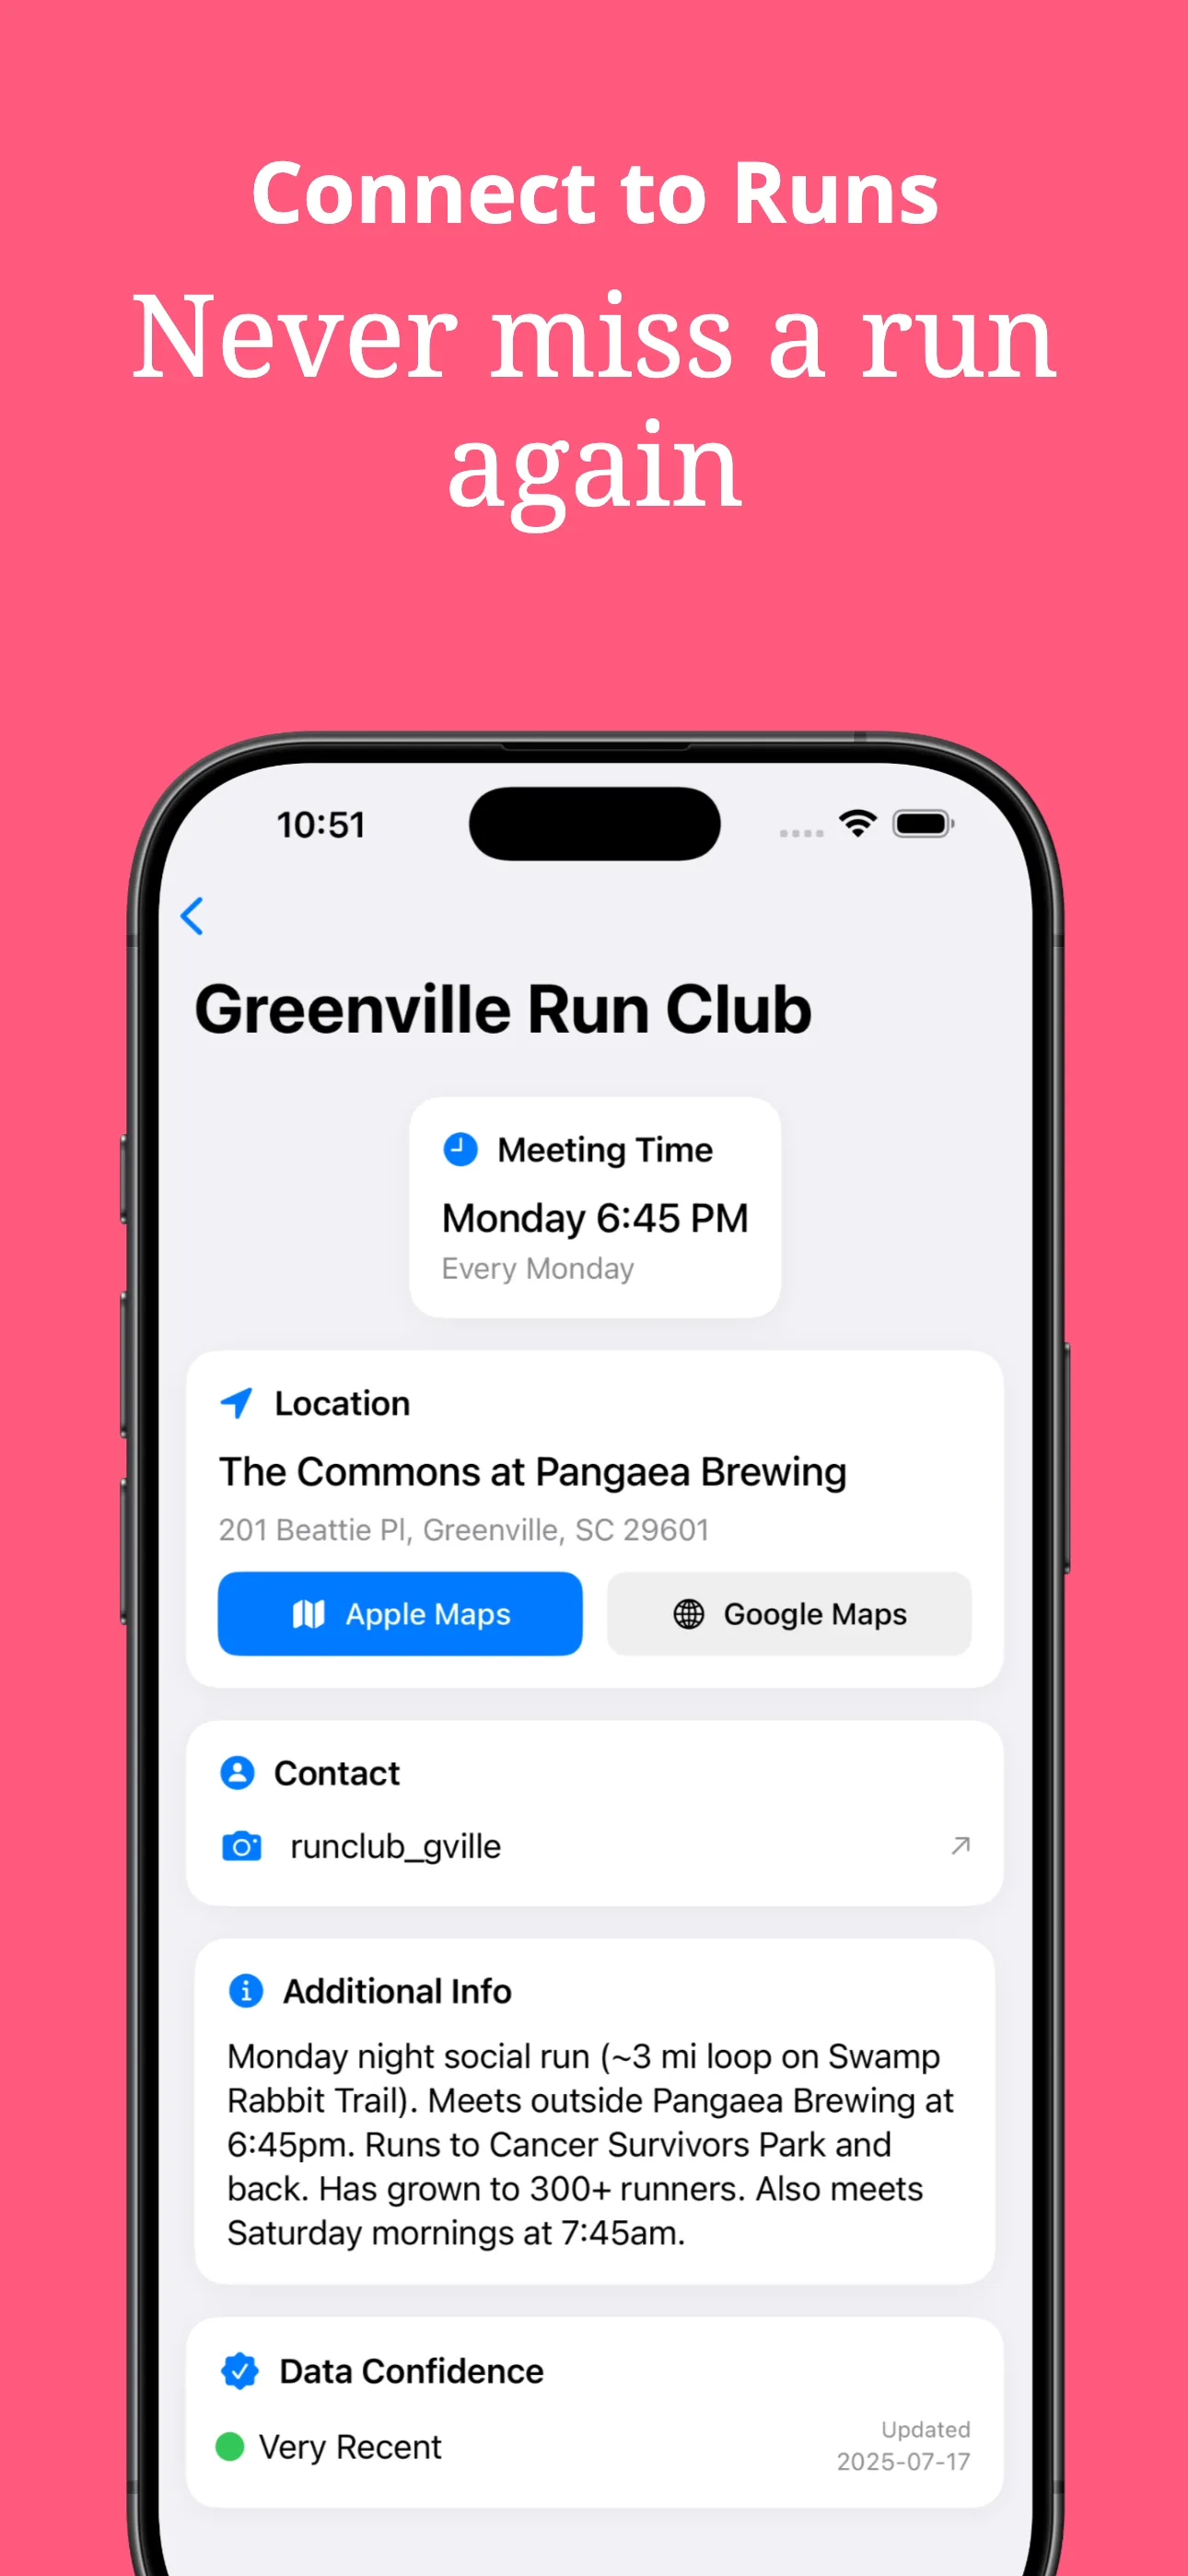 Connect to Runs
Never miss a run
again
10:51
Greenville Run Club
Meeting Time
Monday 6:45 PM
Every Monday
Location
The Commons at Pangaea Brewing
201 Beattie Pl, Greenville, SC 29601
Apple Maps
Google Maps
Contact
runclub_gville
Additional Info
Monday night social run (~3 mi loop on Swamp
Rabbit Trail). Meets outside Pangaea Brewing at
6:45pm. Runs to Cancer Survivors Park and
back. Has grown to 300+ runners. Also meets
Saturday mornings at 7:45am.
Data Confidence
Very Recent
Updated
2025-07-17